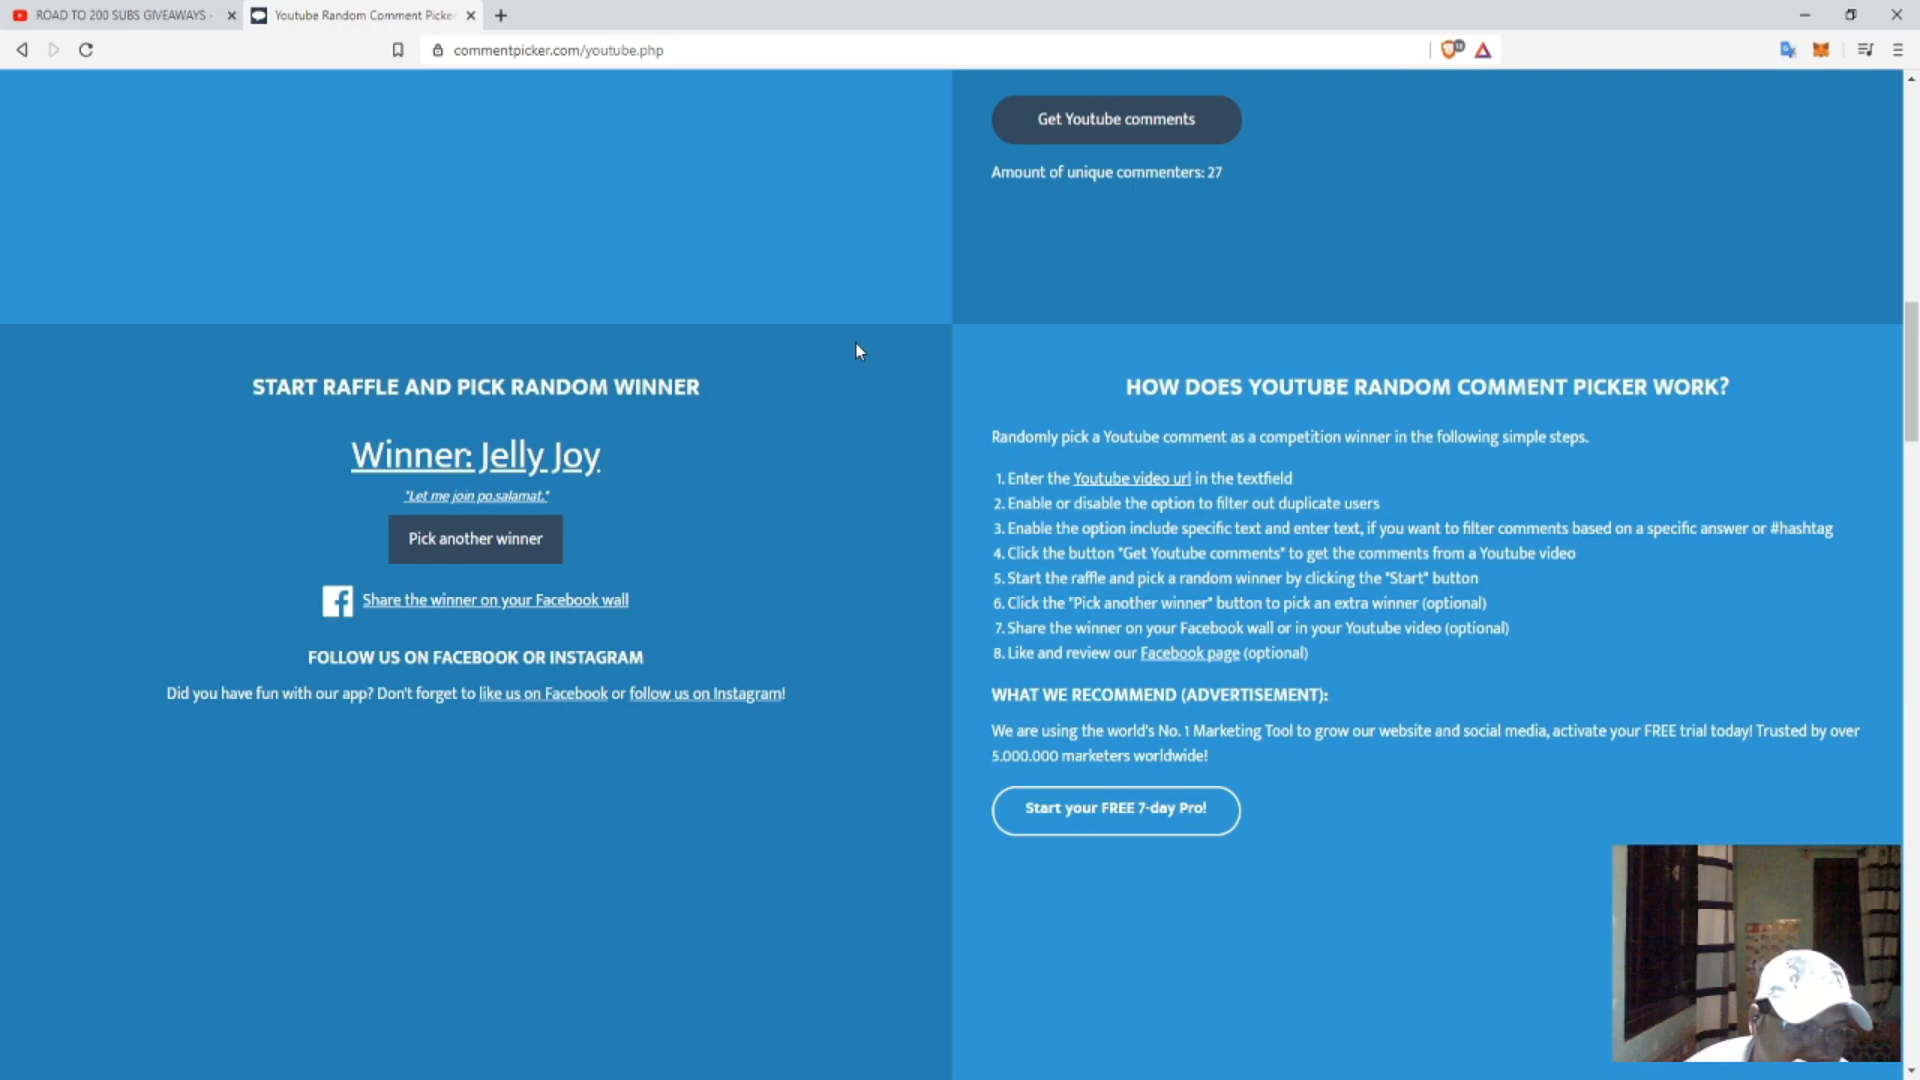 ROAD TO 200 SUBS GIVEAWAYS -
Youtube Random Comment Picke
commentpicker.com/youtube.php
Get Youtube comments
Amount of unique commenters: 27
START RAFFLE AND PICK RANDOM WINNER
Winner: Jelly Joy
"Let me join po.salamat."
Pick another winner
Share the winner on your Facebook wall
FOLLOW US ON FACEBOOK OR INSTAGRAM
Did you have fun with our app? Don't forget to like us on Facebook or follow us on Instagram!
HOW DOES YOUTUBE RANDOM COMMENT PICKER WORK?
Randomly pick a Youtube comment as a competition winner in the following simple steps.
1. Enter the Youtube video url in the textfield
2. Enable or disable the option to filter out duplicate users
3. Enable the option include specific text and enter text, if you want to filter comments based on a specific answer or #hashtag
4. Click the button "Get Youtube comments" to get the comments from a Youtube video
5. Start the raffle and pick a random winner by clicking the "Start" button
6. Click the "Pick another winner" button to pick an extra winner (optional)
7. Share the winner on your Facebook wall or in your Youtube video (optional)
8. Like and review our Facebook page (optional)
WHAT WE RECOMMEND (ADVERTISEMENT):
We are using the world's No. 1 Marketing Tool to grow our website and social media, activate your FREE trial today! Trusted by over
5.000.000 marketers worldwide!
Start your FREE 7-day Pro!